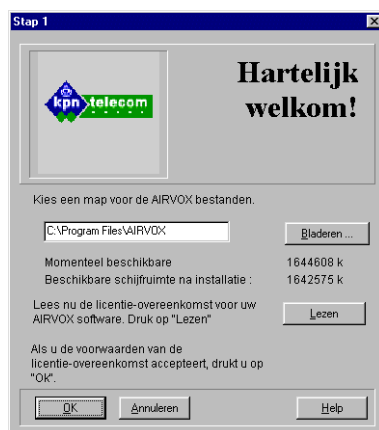 Stap 1
kpn telecom
Hartelijk
welkom!
Kies een map voor de AIRVOX bestanden.
C:\Program Files\AIRVOX
Bladeren ...
Momenteel beschikbare 1644608 k
Beschikbare schijfruimte na installatie : 1642575 k
Lees nu de licentie-overeenkomst voor uw
AIRVOX software. Druk op "Lezen"
Lezen
Als u de voorwaarden van de
licentie-overeenkomst accepteert, drukt u op
"Ok".
OK Annuleren Help